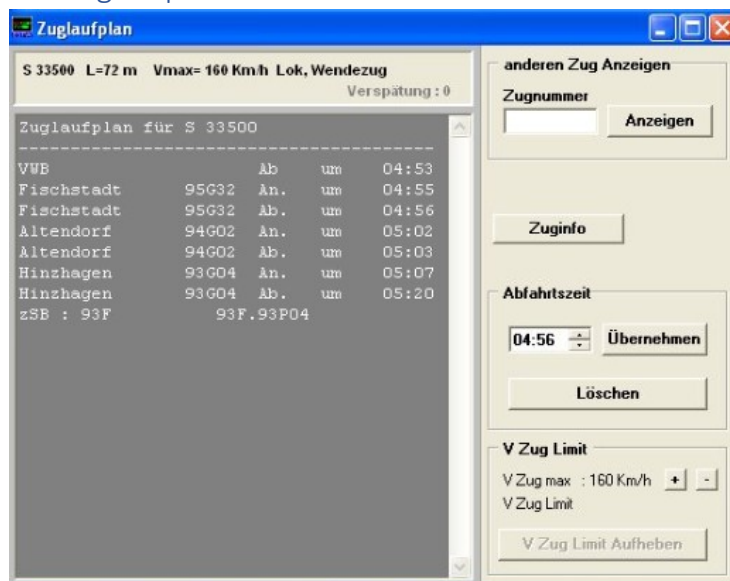 Zuglaufplan
S 33500 L=72 m Vmax= 160 Km/h Lok, Wendezug
Verspätung : 0
Zuglaufplan für S 33500
----------------------------------------
VWB Ab um 04:53
Fischstadt 95G32 An. um 04:55
Fischstadt 95G32 Ab. um 04:56
Altendorf 94G02 An. um 05:02
Altendorf 94G02 Ab. um 05:03
Hinzhagen 93G04 An. um 05:07
Hinzhagen 93G04 Ab. um 05:20
zSB : 93F 93F.93P04
anderen Zug Anzeigen
Zugnummer
Anzeigen
Zuginfo
Abfahrtszeit
04:56 Übernehmen
Löschen
V Zug Limit
V Zug max : 160 Km/h + -
V Zug Limit
V Zug Limit Aufheben